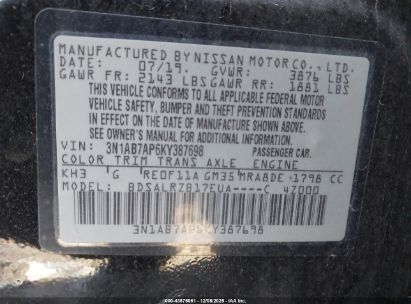 MANUFACTURED BY NISSAN MOTOR CO., LTD.
DATE: 07/19. GVWR: 3876 LBS
GAWR FR: 2143 LBS GAWR RR: 1881 LBS
THIS VEHICLE CONFORMS TO ALL APPLICABLE FEDERAL MOTOR
VEHICLE SAFETY, BUMPER AND THEFT PREVENTION STANDARDS
IN EFFECT ON THE DATE OF MANUFACTURE SHOWN ABOVE.
SEE OWNER'S MANUAL FOR ADDITIONAL INFORMATION.
VIN: 3N1AB7AP6KY387698 PASSENGER CAR.
COLOR TRIM TRANS AXLE ENGINE
KH3 G RE0F11A GM35 MRA8DE 1798 CC
MODEL: BDSALRZB17EUA----C 47000
3N1AB7AP6KY387698